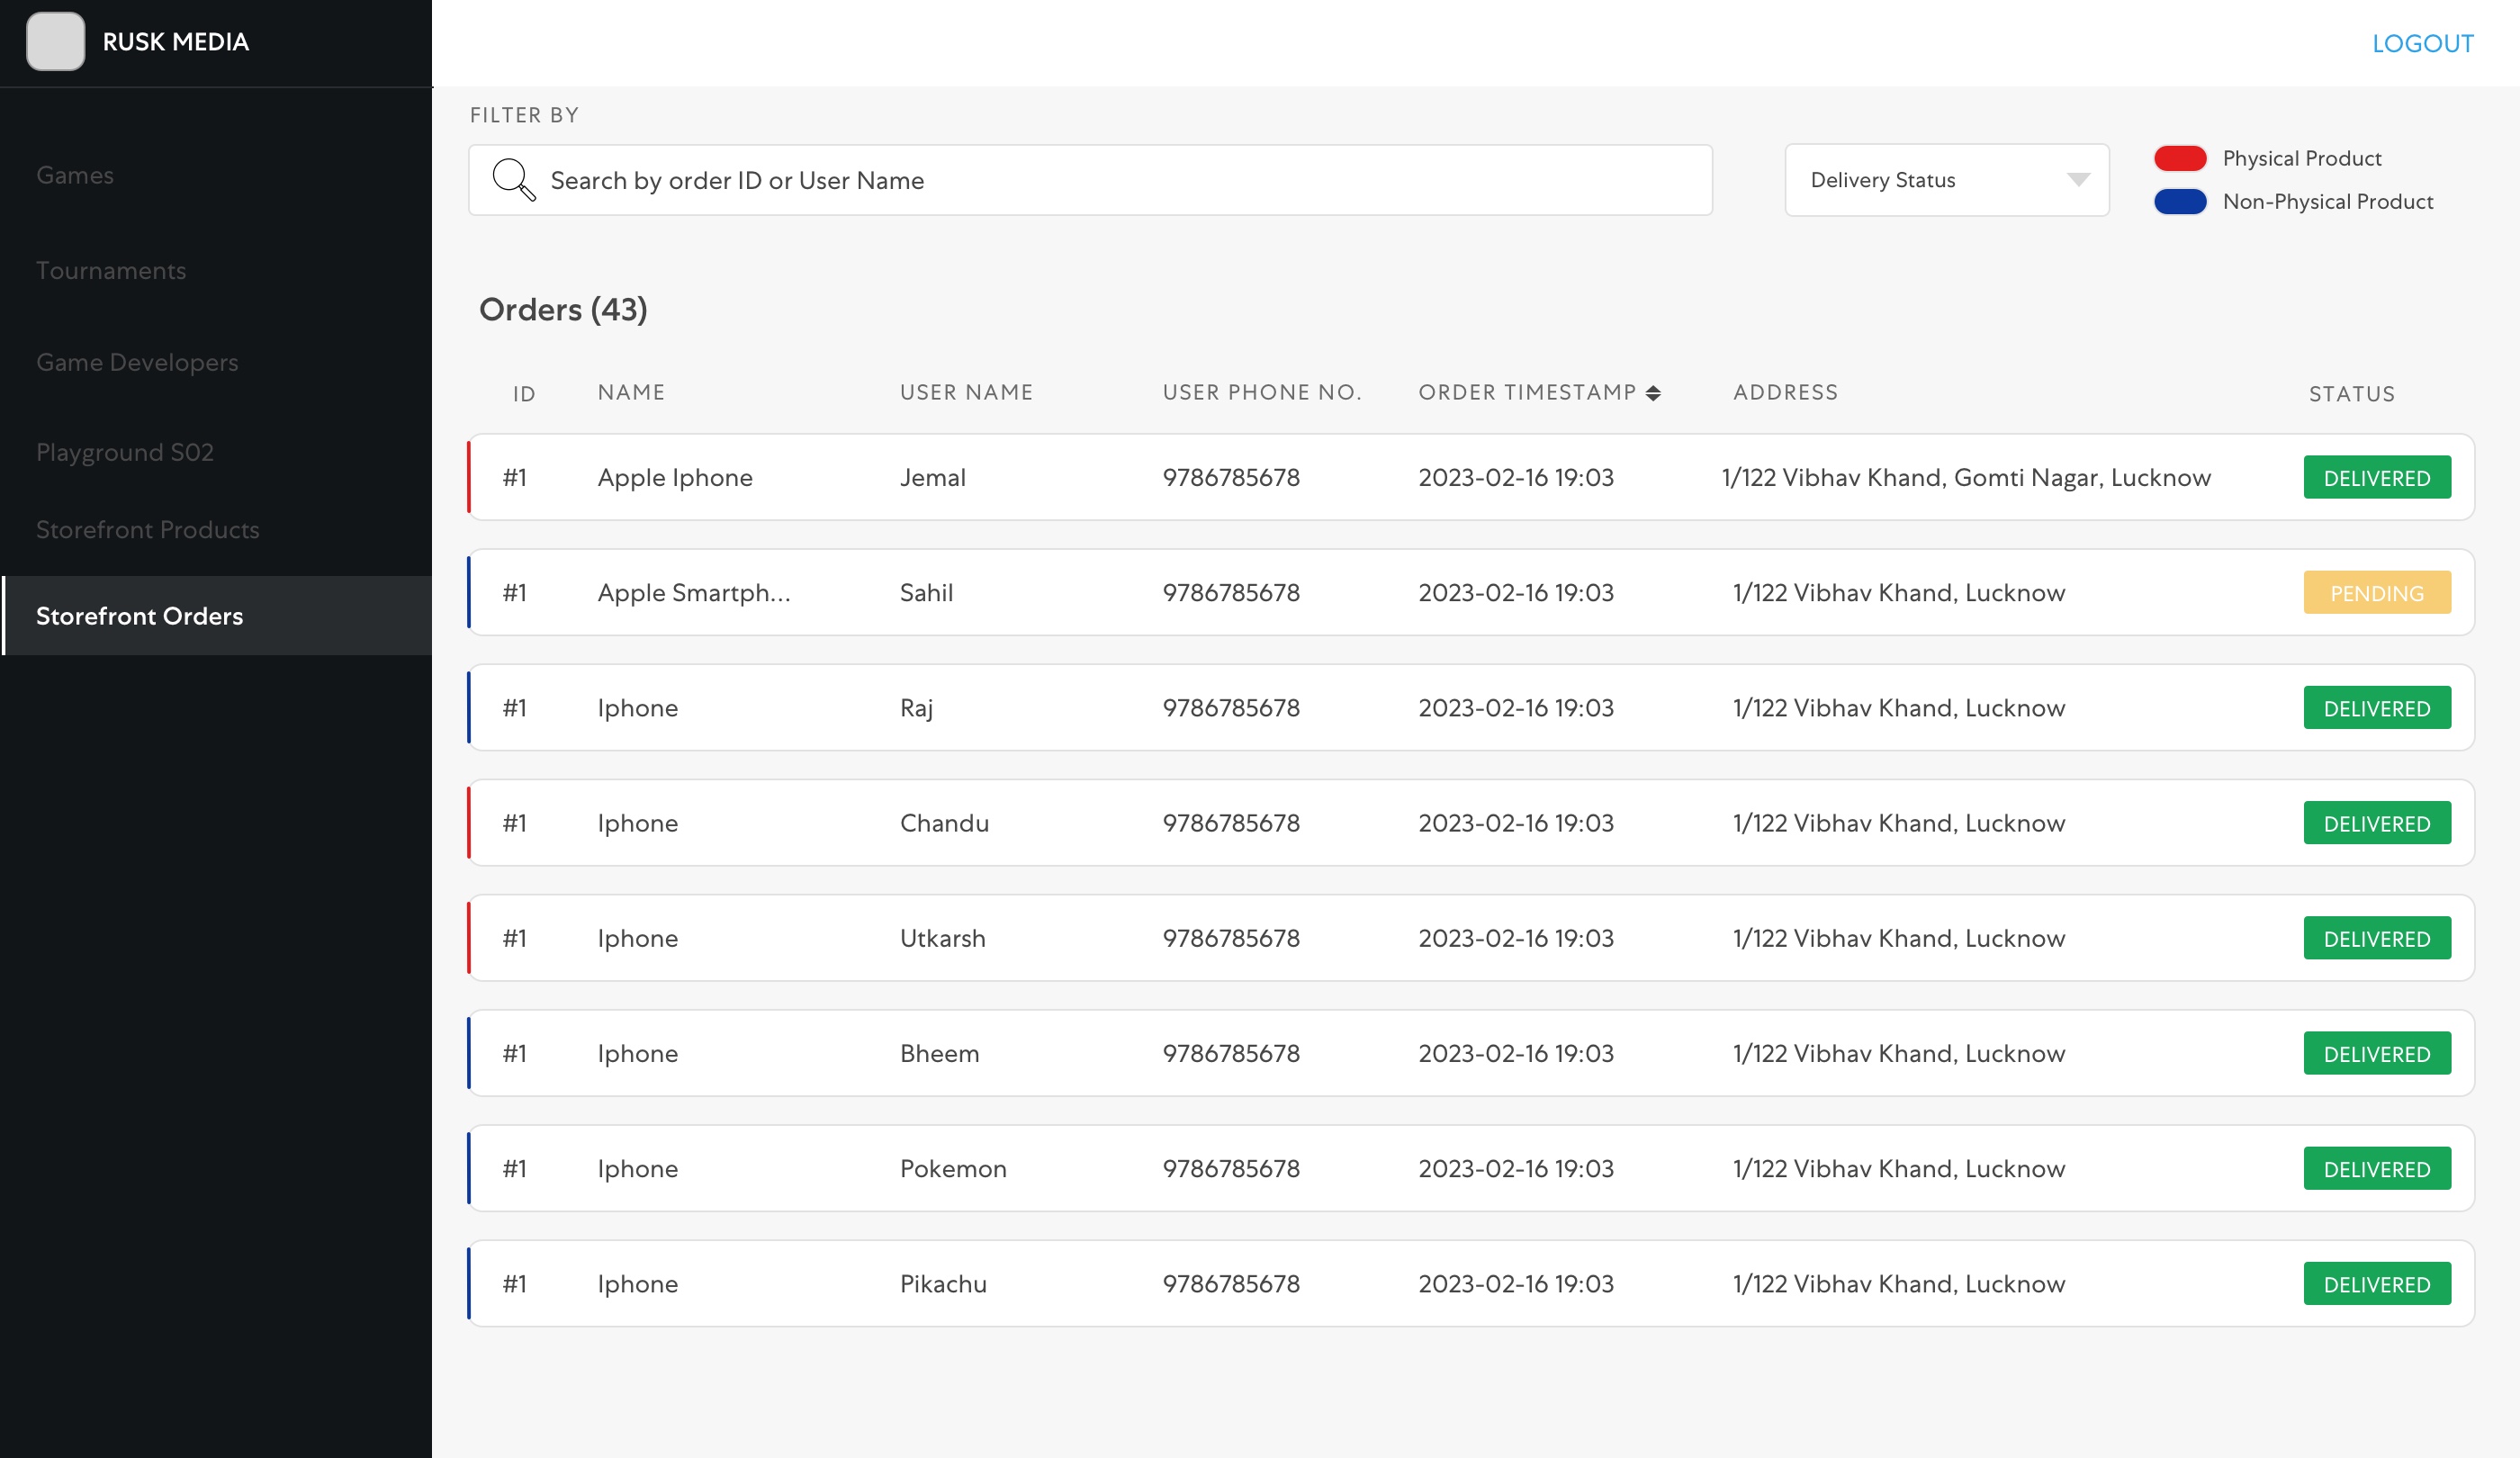 RUSK MEDIA
LOGOUT
Games
Tournaments
Game Developers
Playground S02
Storefront Products
Storefront Orders
FILTER BY
Search by order ID or User Name
Delivery Status
Physical Product
Non-Physical Product
Orders (43)
ID NAME USER NAME USER PHONE NO. ORDER TIMESTAMP ADDRESS STATUS
#1 Apple Iphone Jemal 9786785678 2023-02-16 19:03 1/122 Vibhav Khand, Gomti Nagar, Lucknow DELIVERED
#1 Apple Smartph... Sahil 9786785678 2023-02-16 19:03 1/122 Vibhav Khand, Lucknow PENDING
#1 Iphone Raj 9786785678 2023-02-16 19:03 1/122 Vibhav Khand, Lucknow DELIVERED
#1 Iphone Chandu 9786785678 2023-02-16 19:03 1/122 Vibhav Khand, Lucknow DELIVERED
#1 Iphone Utkarsh 9786785678 2023-02-16 19:03 1/122 Vibhav Khand, Lucknow DELIVERED
#1 Iphone Bheem 9786785678 2023-02-16 19:03 1/122 Vibhav Khand, Lucknow DELIVERED
#1 Iphone Pokemon 9786785678 2023-02-16 19:03 1/122 Vibhav Khand, Lucknow DELIVERED
#1 Iphone Pikachu 9786785678 2023-02-16 19:03 1/122 Vibhav Khand, Lucknow DELIVERED